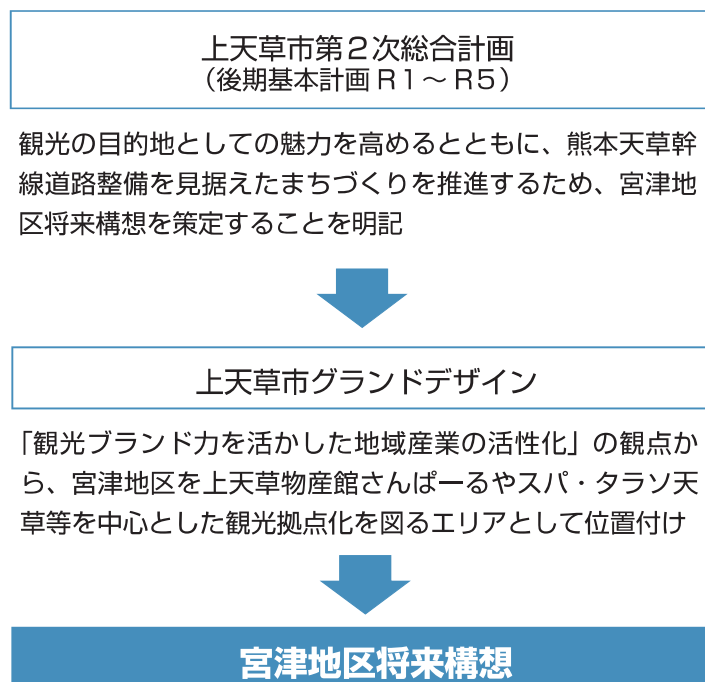 上天草市第２次総合計画
（後期基本計画 R１～ R５）
観光の目的地としての魅力を高めるとともに、熊本天草幹
線道路整備を見据えたまちづくりを推進するため、宮津地
区将来構想を策定することを明記
上天草市グランドデザイン
「観光ブランド力を活かした地域産業の活性化」の観点か
ら、宮津地区を上天草物産館さんぱーるやスパ・タラソ天
草等を中心とした観光拠点化を図るエリアとして位置付け
宮津地区将来構想